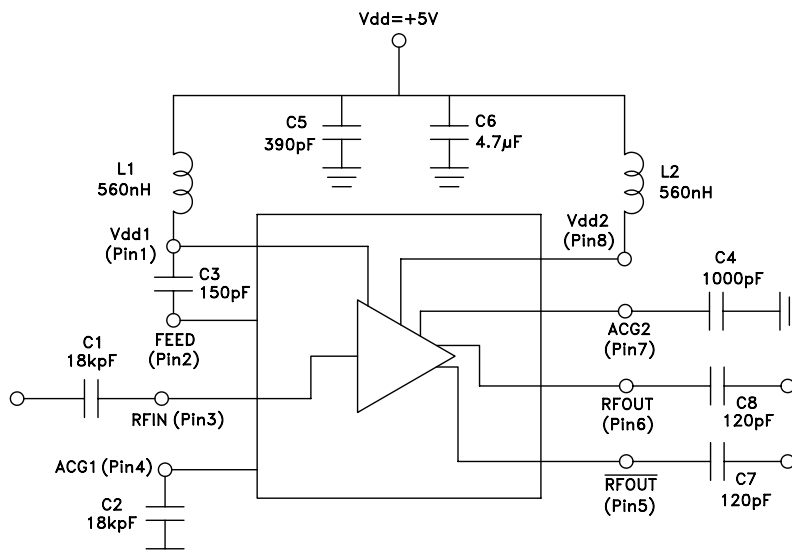 Vdd=+5V
C5
390pF
C6
4.7µF
L1
560nH
L2
560nH
Vdd1
(Pin1)
Vdd2
(Pin8)
C3
150pF
C4
1000pF
FEED
(Pin2)
ACG2
(Pin7)
C1
18kpF
RFIN (Pin3)
RFOUT
(Pin6)
C8
120pF
ACG1 (Pin4)
RFOUT
(Pin5)
C7
120pF
C2
18kpF